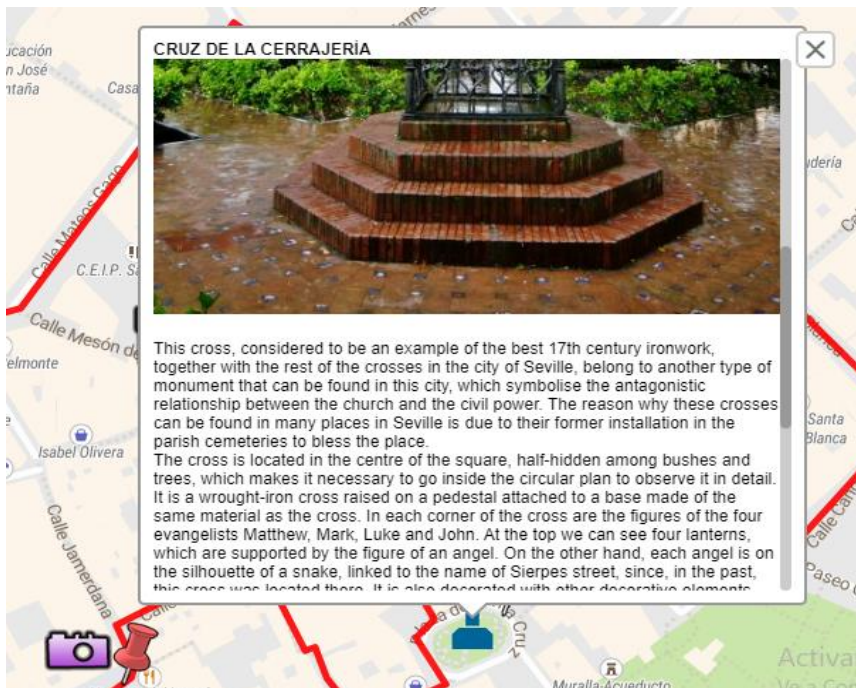 CRUZ DE LA CERRAJERÍA
This cross, considered to be an example of the best 17th century ironwork,
together with the rest of the crosses in the city of Seville, belong to another type of
monument that can be found in this city, which symbolise the antagonistic
relationship between the church and the civil power. The reason why these crosses
can be found in many places in Seville is due to their former installation in the
parish cemeteries to bless the place.
The cross is located in the centre of the square, half-hidden among bushes and
trees, which makes it necessary to go inside the circular plan to observe it in detail.
It is a wrought-iron cross raised on a pedestal attached to a base made of the
same material as the cross. In each corner of the cross are the figures of the four
evangelists Matthew, Mark, Luke and John. At the top we can see four lanterns,
which are supported by the figure of an angel. On the other hand, each angel is on
the silhouette of a snake, linked to the name of Sierpes street, since, in the past,
this cross was located there. It is also decorated with other decorative elements
ucación
n José
ntaña
Casa
Calle Mateos Gago
C.E.I.P. S
Calle Mesón de
elmonte
Isabel Olivera
Calle Jamerdana
udería
Santa
Blanca
Paseo
Cruz
Muralla Acueducto
Activa